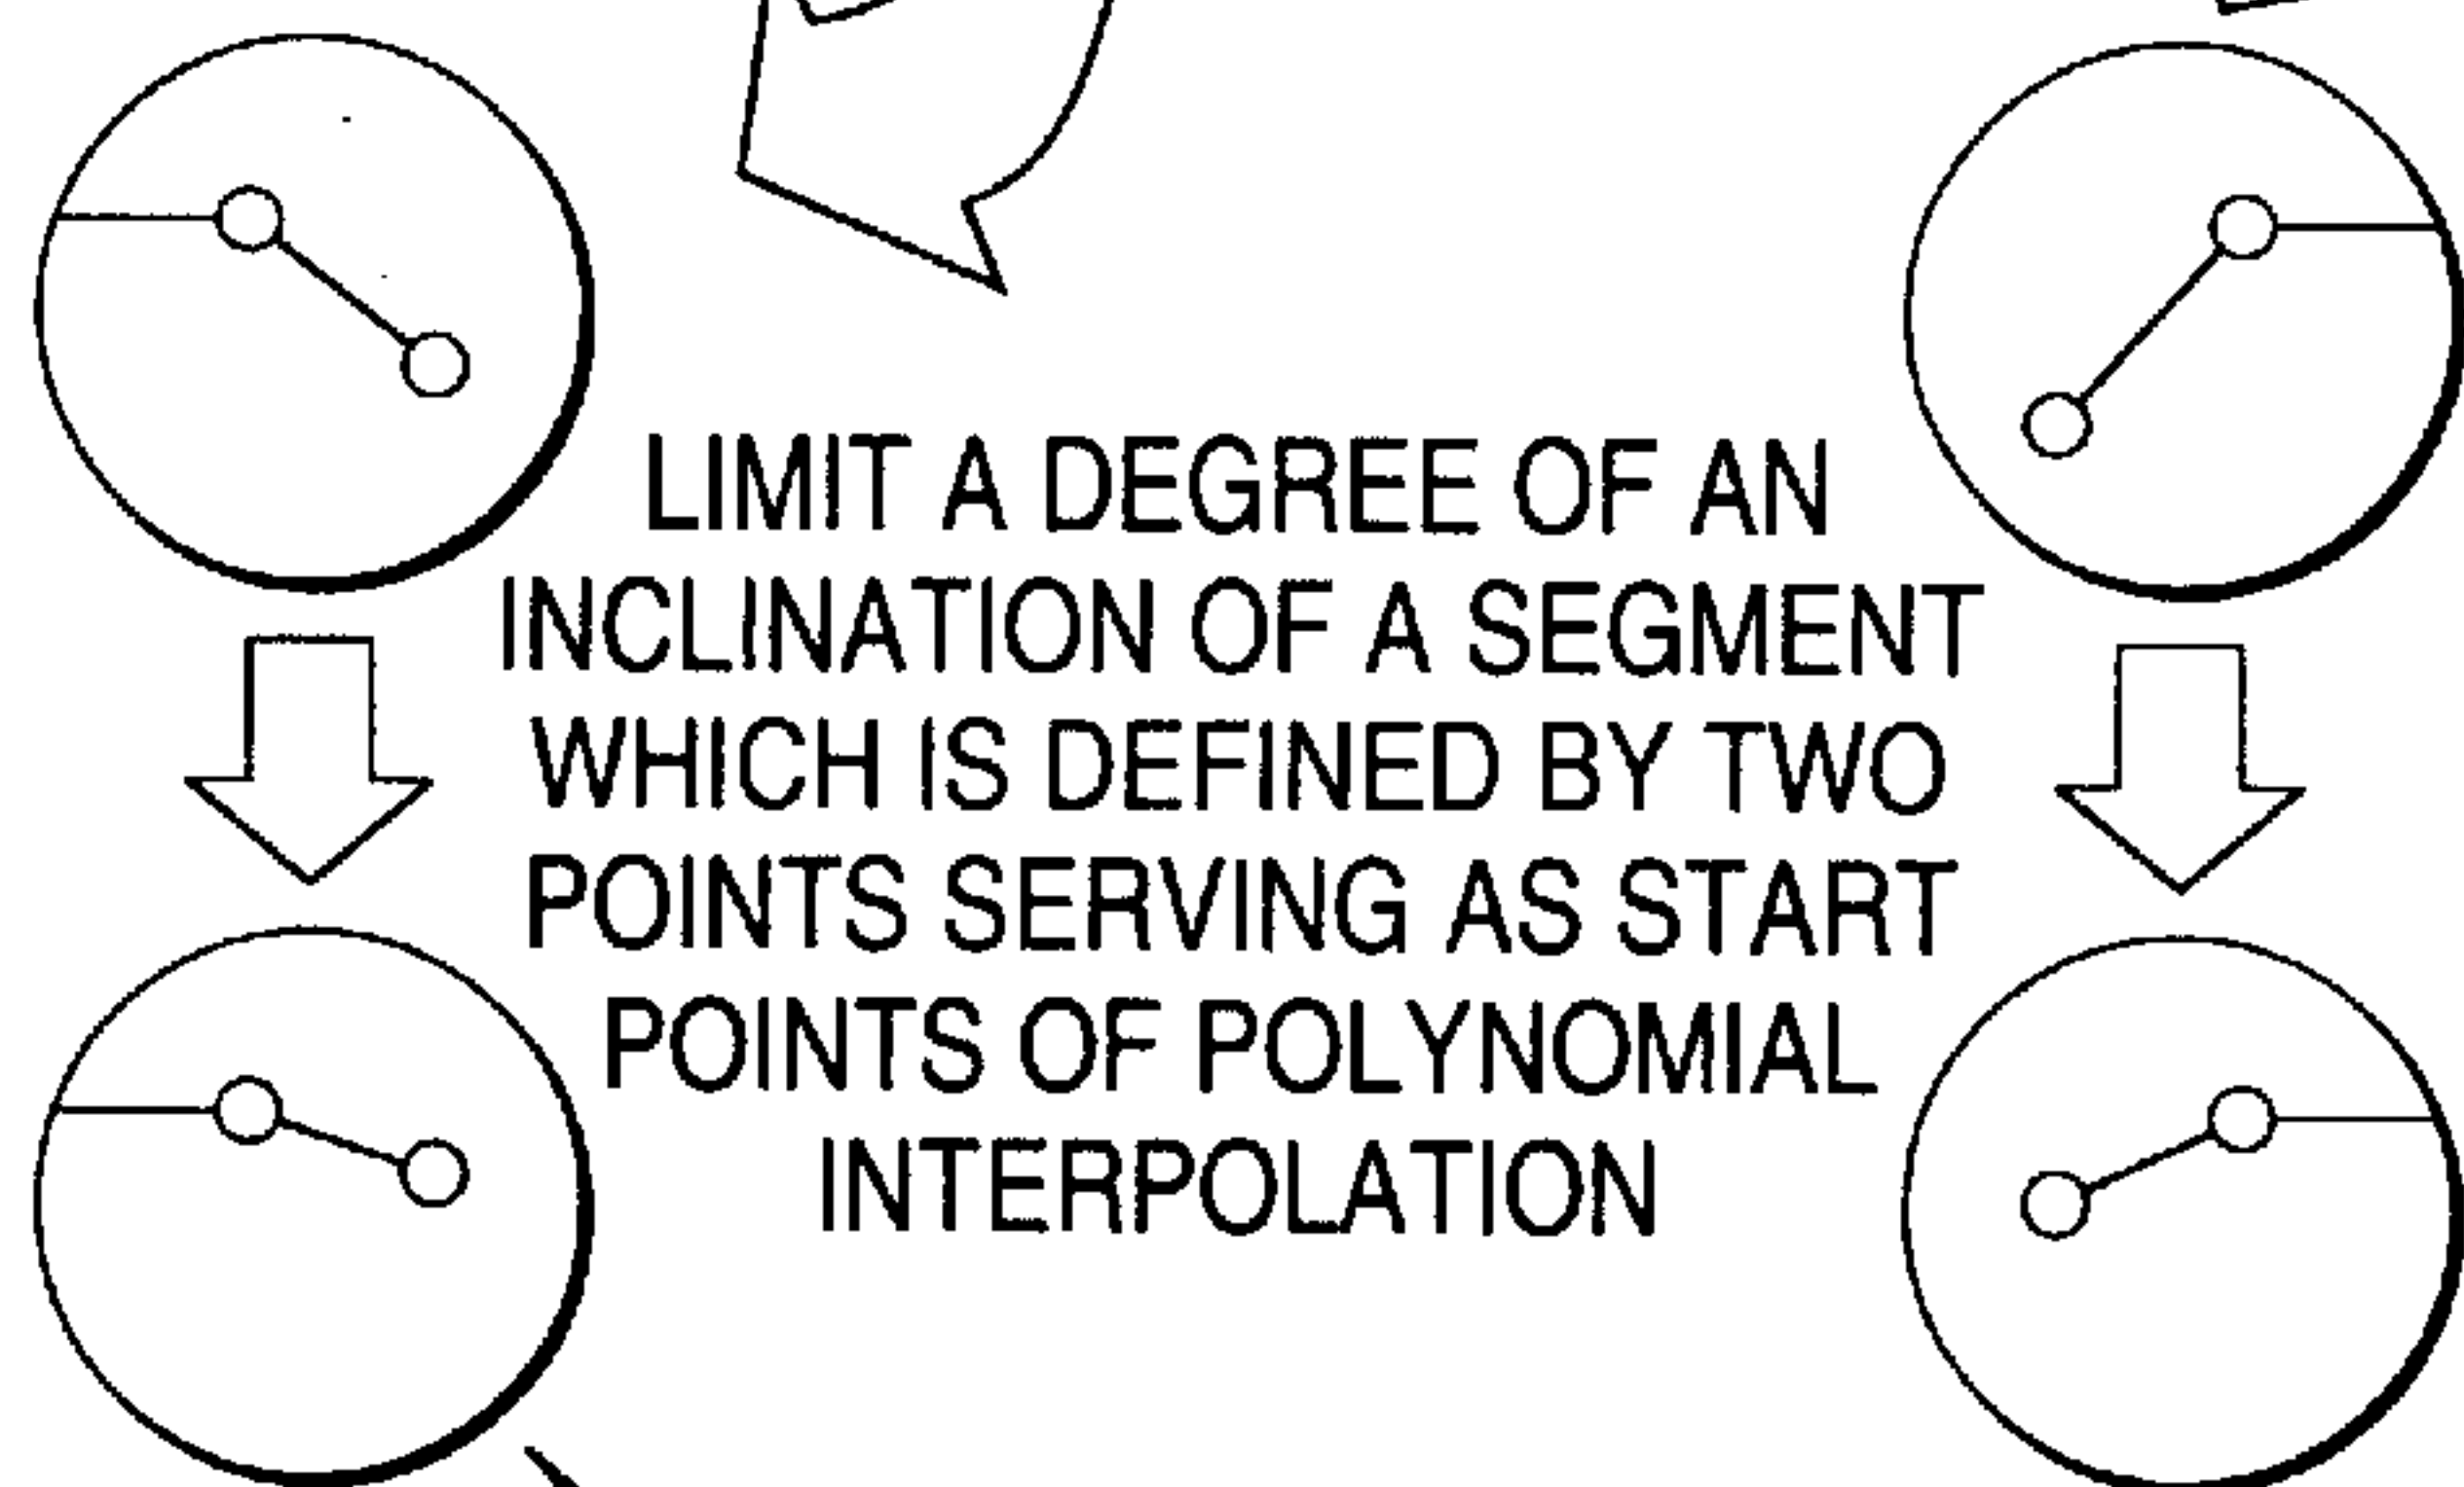 LIMIT A DEGREE OF AN
INCLINATION OF A SEGMENT
WHICH IS DEFINED BY TWO
POINTS SERVING AS START
POINTS OF POLYNOMIAL
INTERPOLATION